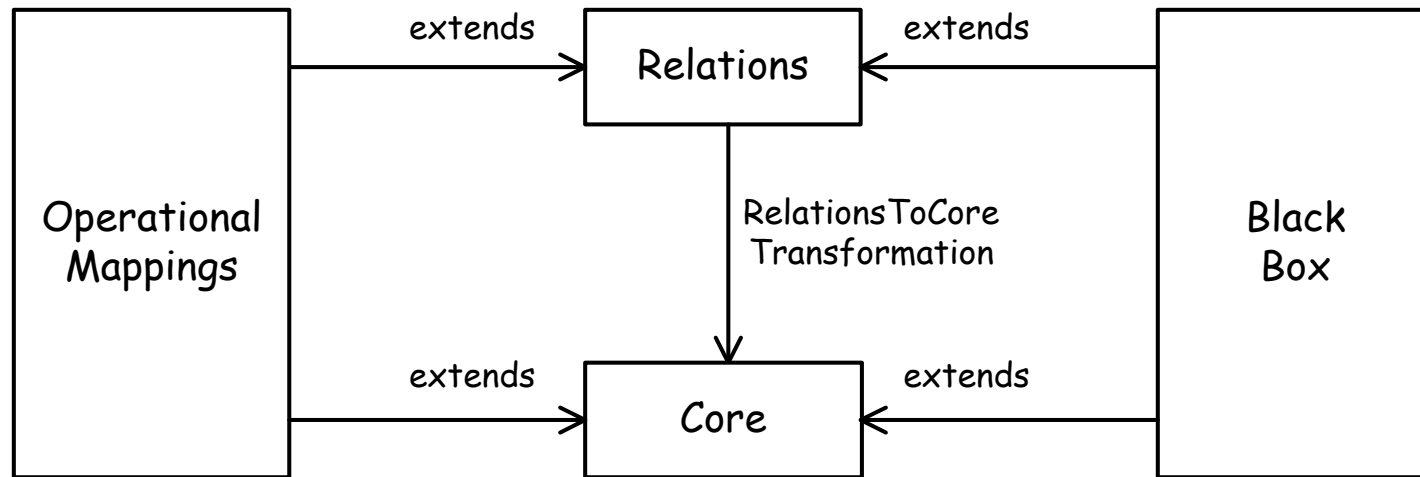 extends
extends
Relations
Operational
Mappings
RelationsToCore
Transformation
Black
Box
extends
extends
Core